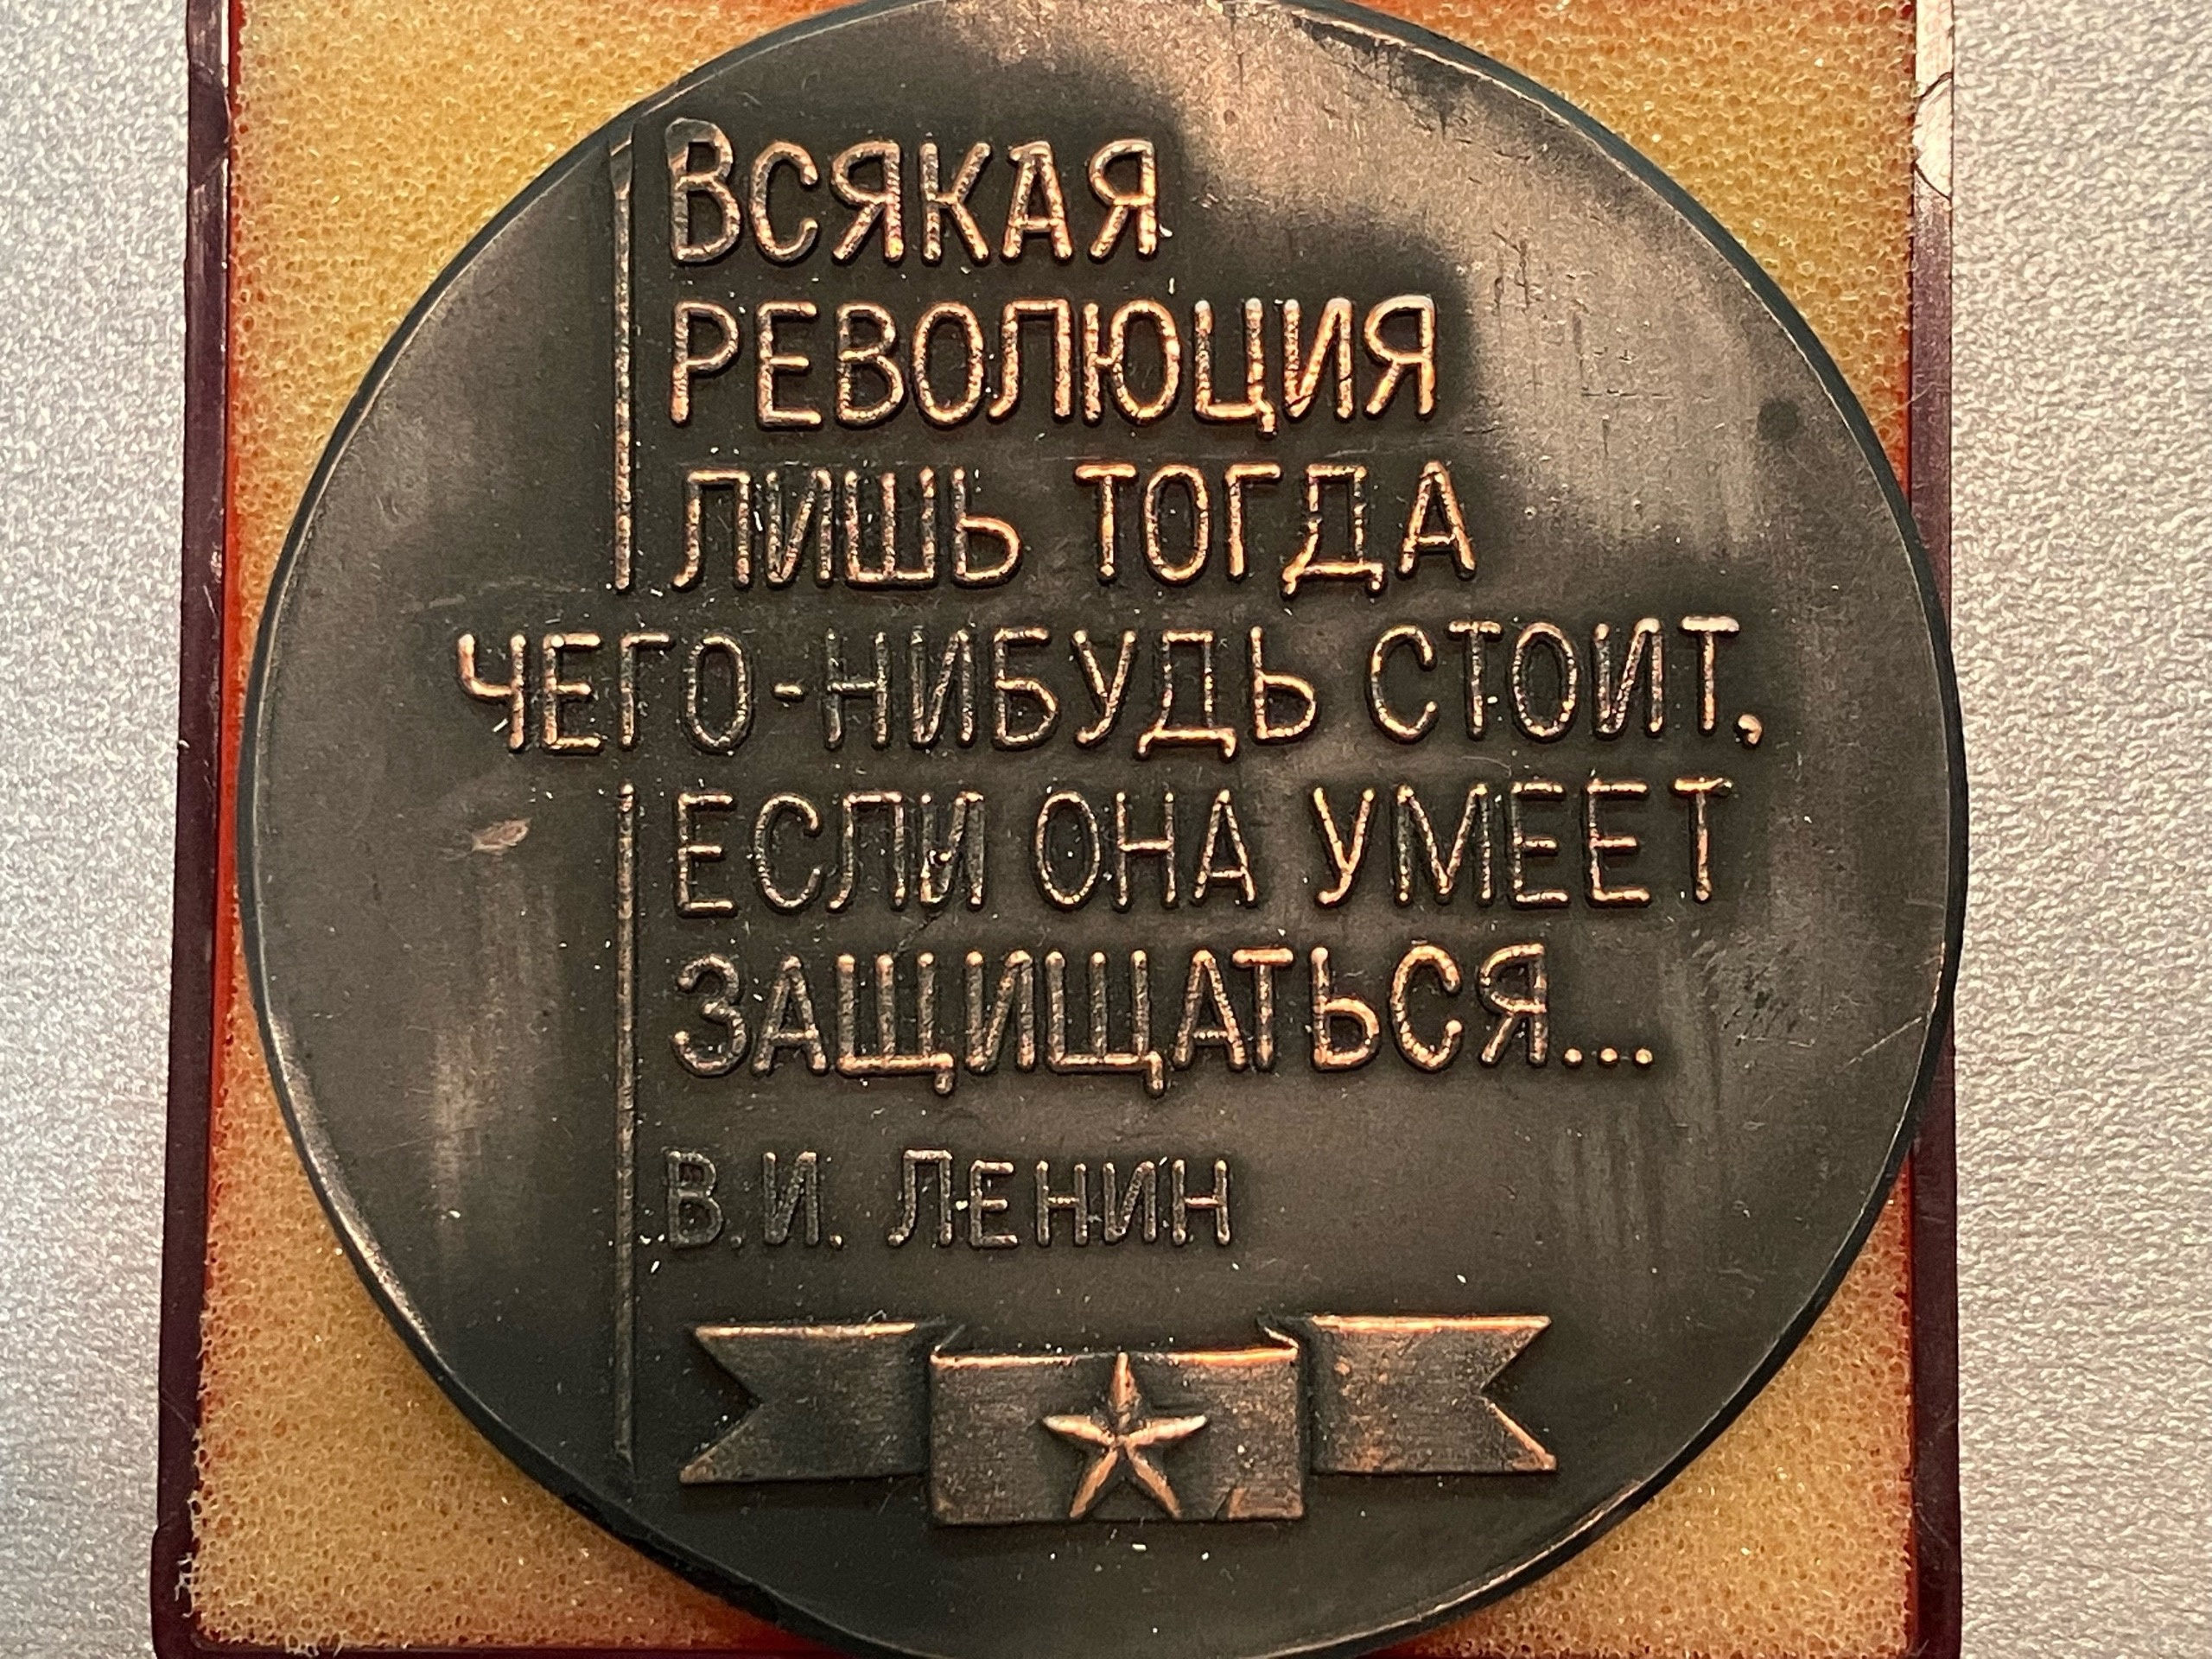 ВСЯКАЯ
РЕВОЛЮЦИЯ
ЛИШЬ ТОГДА
ЧЕГО-НИБУДЬ СТОИТ,
ЕСЛИ ОНА УМЕЕТ
ЗАЩИЩАТЬСЯ...
В.И. ЛЕНИН